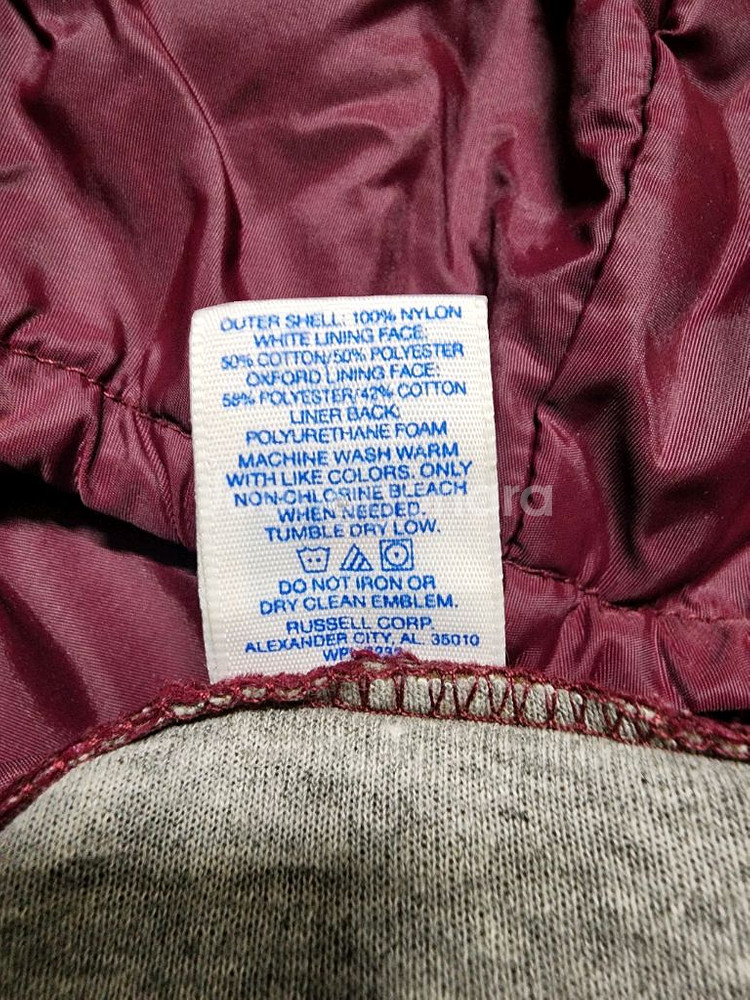 OUTER SHELL: 100% NYLON
WHITE LINING FACE:
50% COTTON/50% POLYESTER
OXFORD LINING FACE:
58% POLYESTER/42% COTTON
LINER BACK:
POLYURETHANE FOAM
MACHINE WASH WARM
WITH LIKE COLORS. ONLY
NON-CHLORINE BLEACH
WHEN NEEDED.
TUMBLE DRY LOW.
DO NOT IRON OR
DRY CLEAN EMBLEM.
RUSSELL CORP.
ALEXANDER CITY, AL. 35010